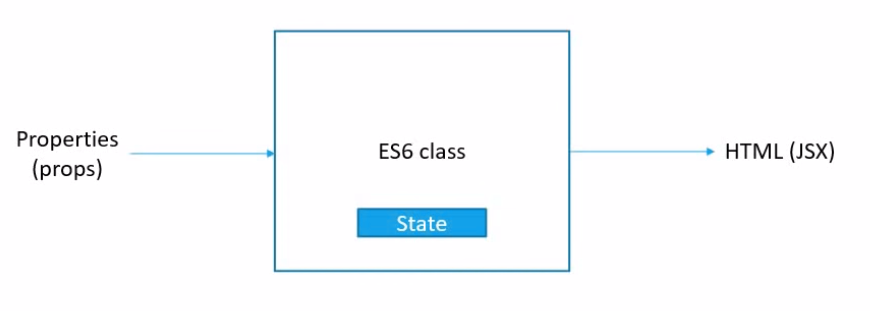 Properties
(props)
ES6 class
State
HTML (JSX)